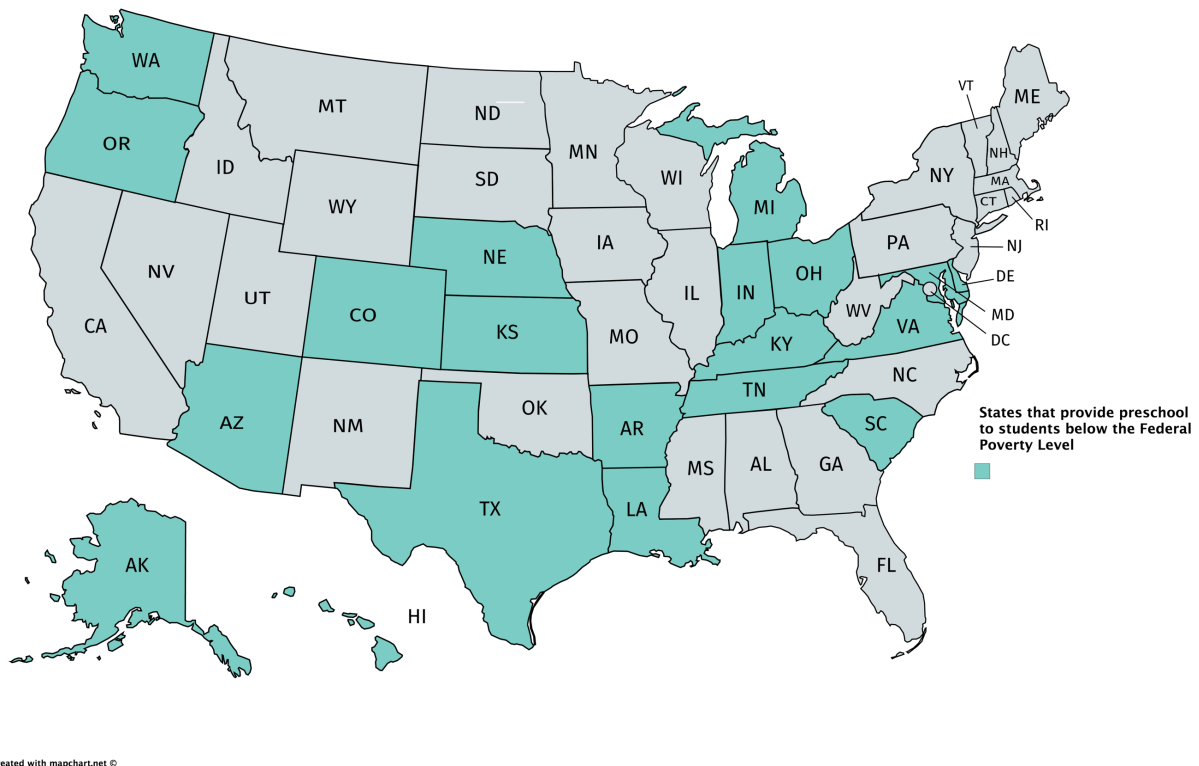 WA
MT
ND
MN
VT
ME
OR
ID
SD
WI
NY
NH
MA
CT
RI
WY
MI
NV
UT
NE
IA
PA
NJ
CA
CO
KS
IL
IN
OH
DE
MO
WV
VA
MD
KY
DC
AZ
NM
OK
AR
TN
NC
SC
MS
AL
GA
TX
LA
FL
AK
HI
States that provide preschool
to students below the Federal
Poverty Level
eated with mapchart.net ©